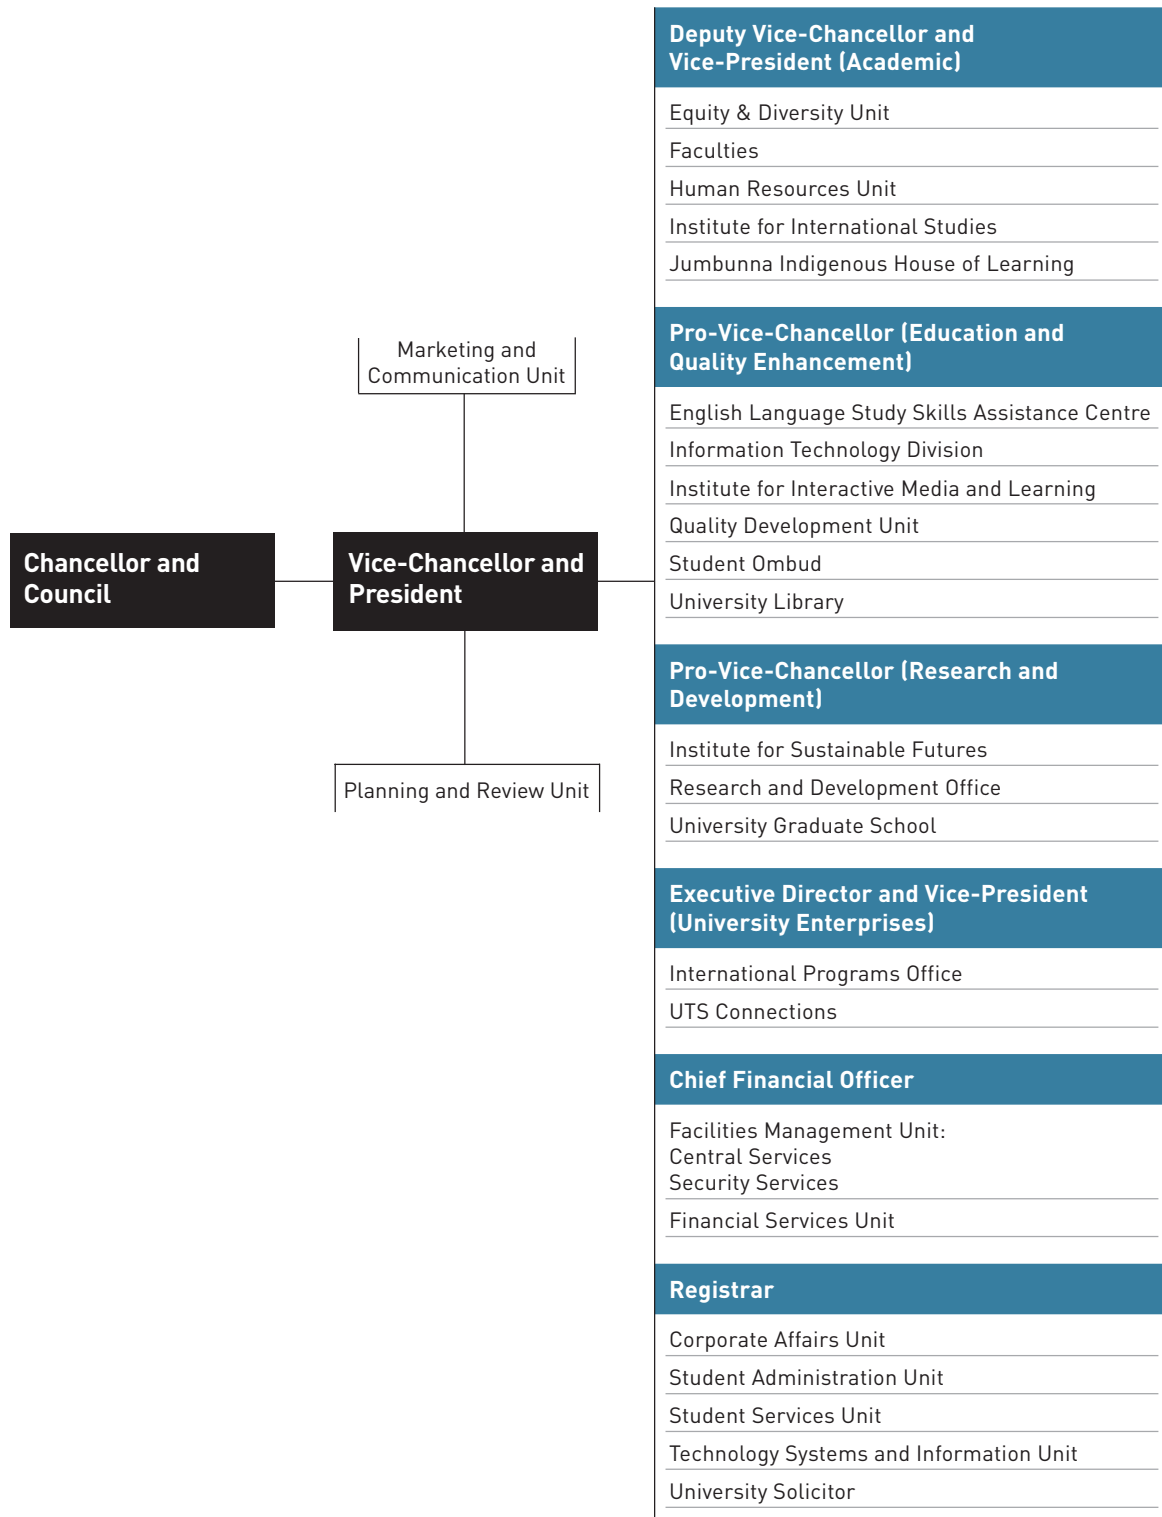 Chancellor and
Council
Vice-Chancellor and
President
Marketing and
Communication Unit
Planning and Review Unit
Deputy Vice-Chancellor and
Vice-President (Academic)
Equity & Diversity Unit
Faculties
Human Resources Unit
Institute for International Studies
Jumbunna Indigenous House of Learning
Pro-Vice-Chancellor (Education and
Quality Enhancement)
English Language Study Skills Assistance Centre
Information Technology Division
Institute for Interactive Media and Learning
Quality Development Unit
Student Ombud
University Library
Pro-Vice-Chancellor (Research and
Development)
Institute for Sustainable Futures
Research and Development Office
University Graduate School
Executive Director and Vice-President
(University Enterprises)
International Programs Office
UTS Connections
Chief Financial Officer
Facilities Management Unit:
Central Services
Security Services
Financial Services Unit
Registrar
Corporate Affairs Unit
Student Administration Unit
Student Services Unit
Technology Systems and Information Unit
University Solicitor